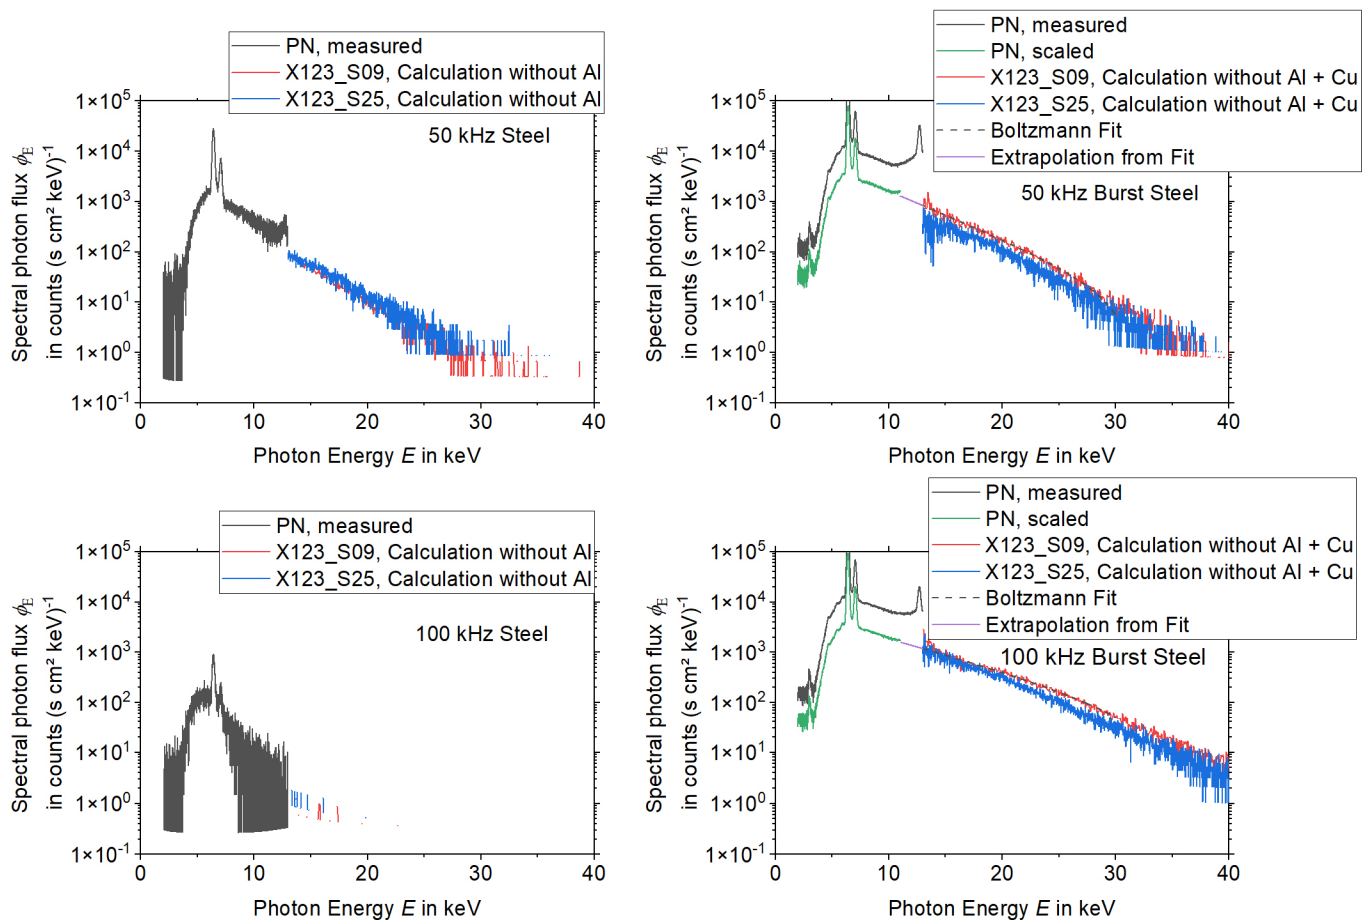 PN, measured
X123_S09, Calculation without Al
X123_S25, Calculation without Al
50 kHz Steel
1×10⁵
1×10⁴
1×10³
1×10²
1×10¹
1×10⁰
1×10⁻¹
Spectral photon flux ϕE
in counts (s cm² keV)⁻¹
0 10 20 30 40
Photon Energy E in keV
PN, measured
PN, scaled
X123_S09, Calculation without Al + Cu
X123_S25, Calculation without Al + Cu
Boltzmann Fit
Extrapolation from Fit
50 kHz Burst Steel
1×10⁵
1×10⁴
1×10³
1×10²
1×10¹
1×10⁰
1×10⁻¹
Spectral photon flux ϕE
in counts (s cm² keV)⁻¹
0 10 20 30 40
Photon Energy E in keV
PN, measured
X123_S09, Calculation without Al
X123_S25, Calculation without Al
100 kHz Steel
1×10⁵
1×10⁴
1×10³
1×10²
1×10¹
1×10⁰
1×10⁻¹
Spectral photon flux ϕE
in counts (s cm² keV)⁻¹
0 10 20 30 40
Photon Energy E in keV
PN, measured
PN, scaled
X123_S09, Calculation without Al + Cu
X123_S25, Calculation without Al + Cu
Boltzmann Fit
Extrapolation from Fit
100 kHz Burst Steel
1×10⁵
1×10⁴
1×10³
1×10²
1×10¹
1×10⁰
1×10⁻¹
Spectral photon flux ϕE
in counts (s cm² keV)⁻¹
0 10 20 30 40
Photon Energy E in keV